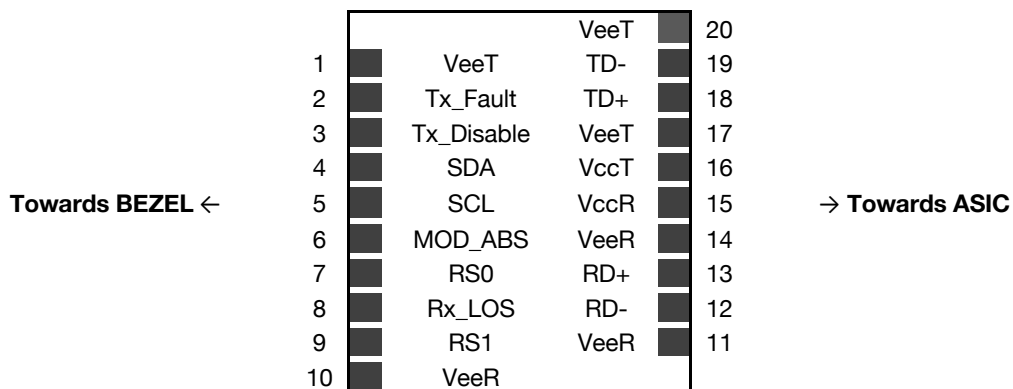 VeeT 20
1 VeeT TD- 19
2 Tx_Fault TD+ 18
3 Tx_Disable VeeT 17
4 SDA VccT 16
Towards BEZEL ← 5 SCL VccR 15 → Towards ASIC
6 MOD_ABS VeeR 14
7 RS0 RD+ 13
8 Rx_LOS RD- 12
9 RS1 VeeR 11
10 VeeR